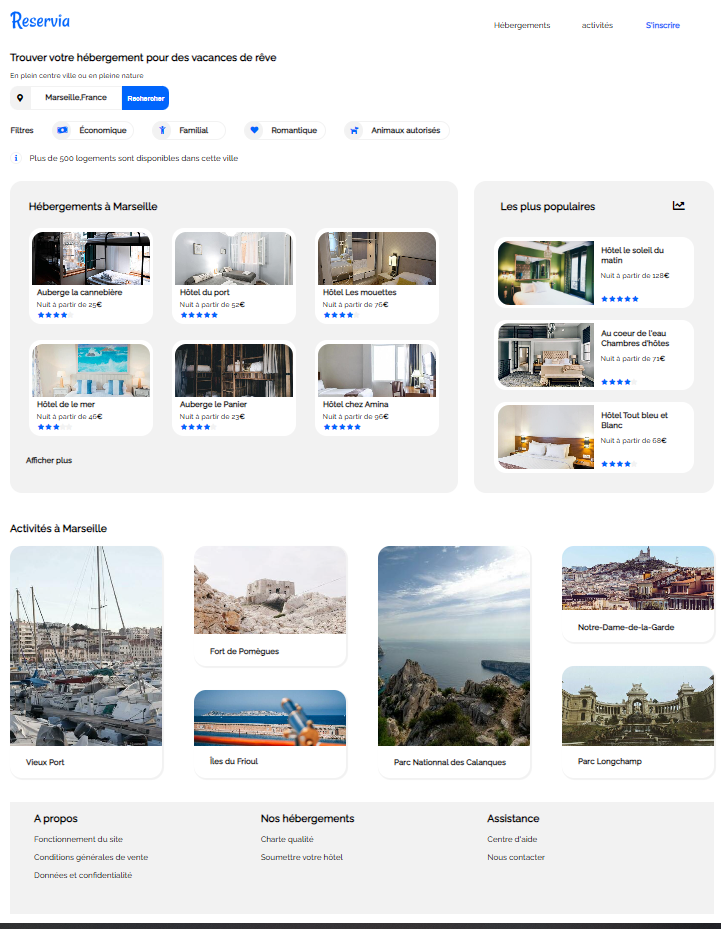 Reservia
Hébergements activités S'inscrire
Trouver votre hébergement pour des vacances de rêve
En plein centre ville ou en pleine nature
Marseille,France Rechercher
Filtres Économique Familial Romantique Animaux autorisés
Plus de 500 logements sont disponibles dans cette ville
Hébergements à Marseille
Auberge la cannebière
Nuit à partir de 25€
Hôtel du port
Nuit à partir de 52€
Hôtel Les mouettes
Nuit à partir de 76€
Hôtel de le mer
Nuit à partir de 46€
Auberge le Panier
Nuit à partir de 23€
Hôtel chez Amina
Nuit à partir de 96€
Afficher plus
Les plus populaires
Hôtel le soleil du
matin
Nuit à partir de 128€
Au coeur de l'eau
Chambres d'hôtes
Nuit à partir de 71€
Hôtel Tout bleu et
Blanc
Nuit à partir de 68€
Activités à Marseille
Vieux Port
Fort de Pomègues
Îles du Frioul
Parc Nationnal des Calanques
Notre-Dame-de-la-Garde
Parc Longchamp
A propos
Fonctionnement du site
Conditions générales de vente
Données et confidentialité
Nos hébergements
Charte qualité
Soumettre votre hôtel
Assistance
Centre d'aide
Nous contacter